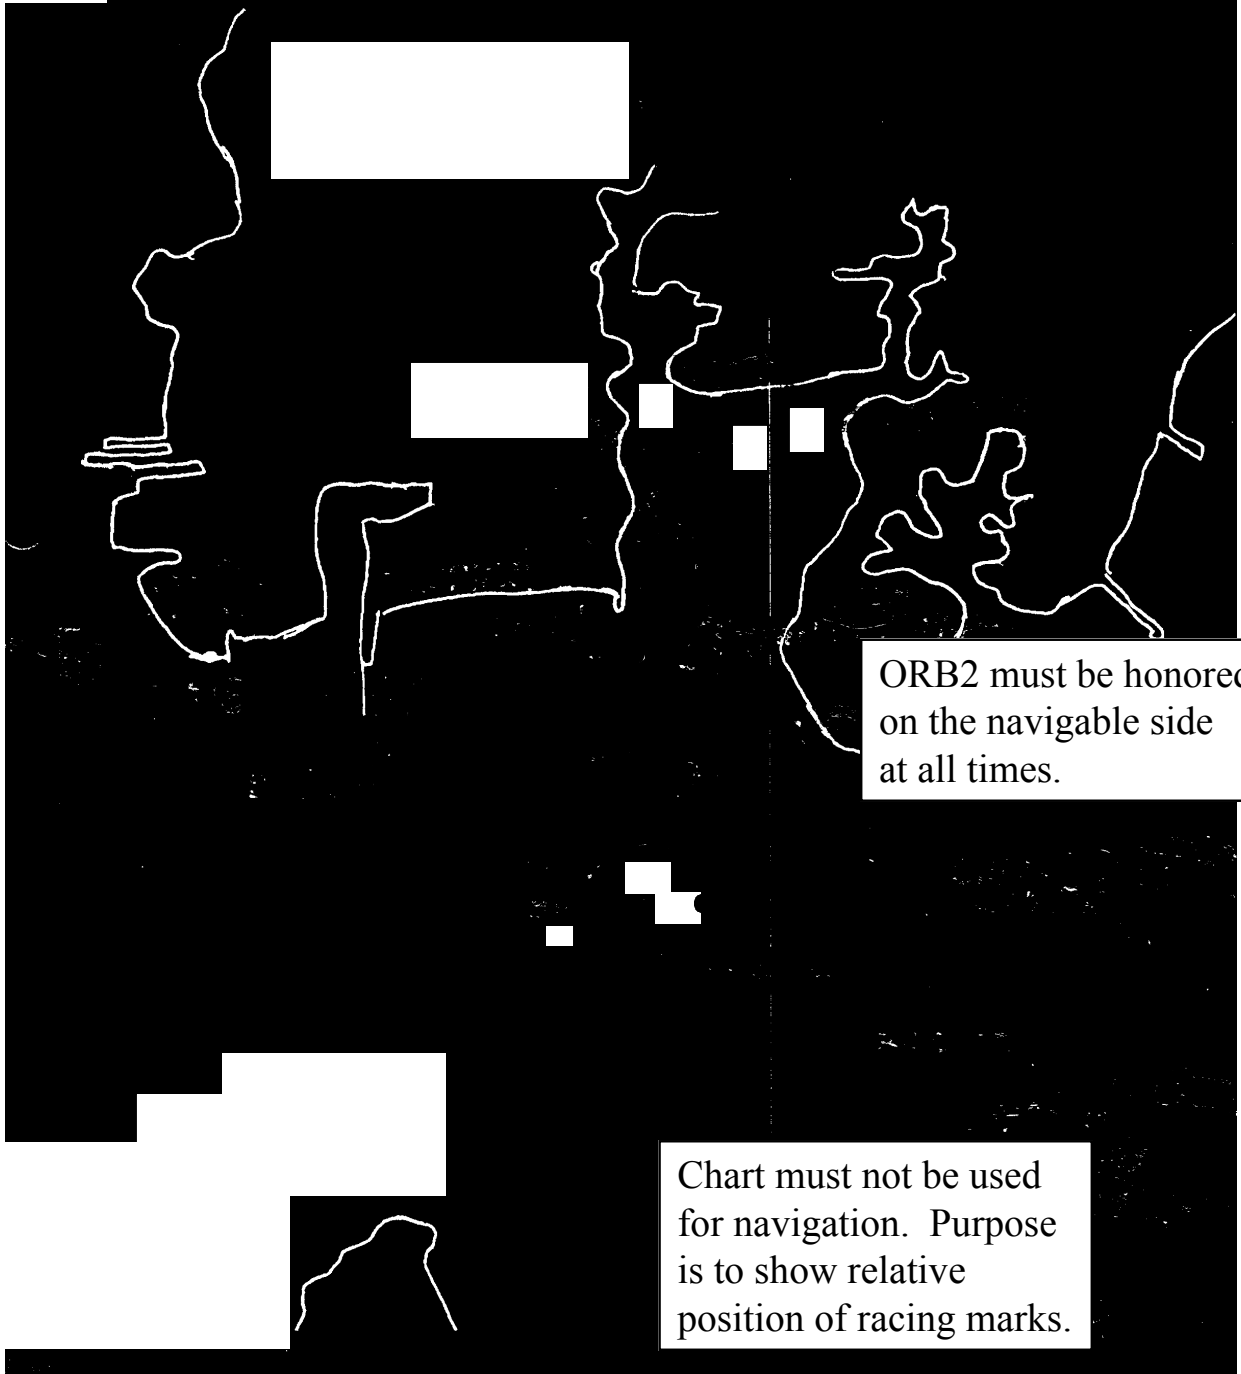 ORB2 must be honored
on the navigable side
at all times.
Chart must not be used
for navigation.  Purpose
is to show relative
position of racing marks.